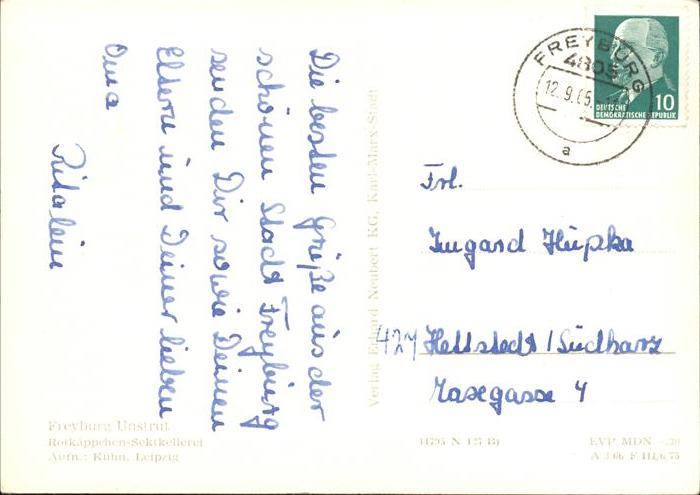 Die besten Grüße aus der
schönen Stadt Freyburg
senden Dir sowie Deinen
Eltern und Deiner lieben
Oma
Freyburg Unstrut
Rotkäppchen-Sektkellerei
Aufn.: Kühn, Leipzig
Verlag Erhard Neubert KG, Karl-Marx-Stadt
FREYBURG
4805
12.9.65.
a
10
DEUTSCHE
DEMOKRATISCHE REPUBLIK
Frl.
Irmgard Hupka
427 Hettstedt / Südharz
4
EVP MDN -.20